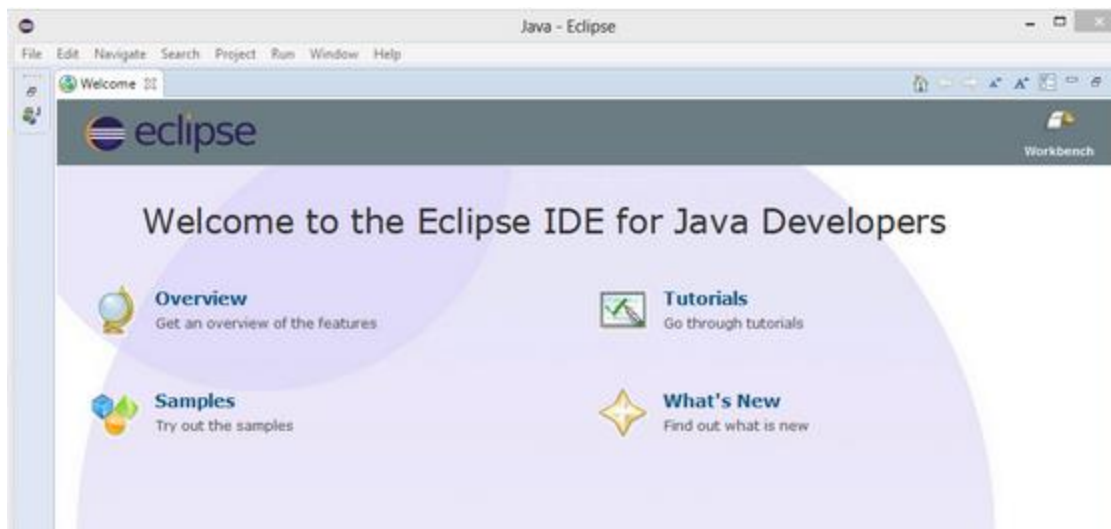 Java - Eclipse
File Edit Navigate Search Project Run Window Help
Welcome
eclipse
Workbench
Welcome to the Eclipse IDE for Java Developers
Overview
Get an overview of the features
Tutorials
Go through tutorials
Samples
Try out the samples
What's New
Find out what is new